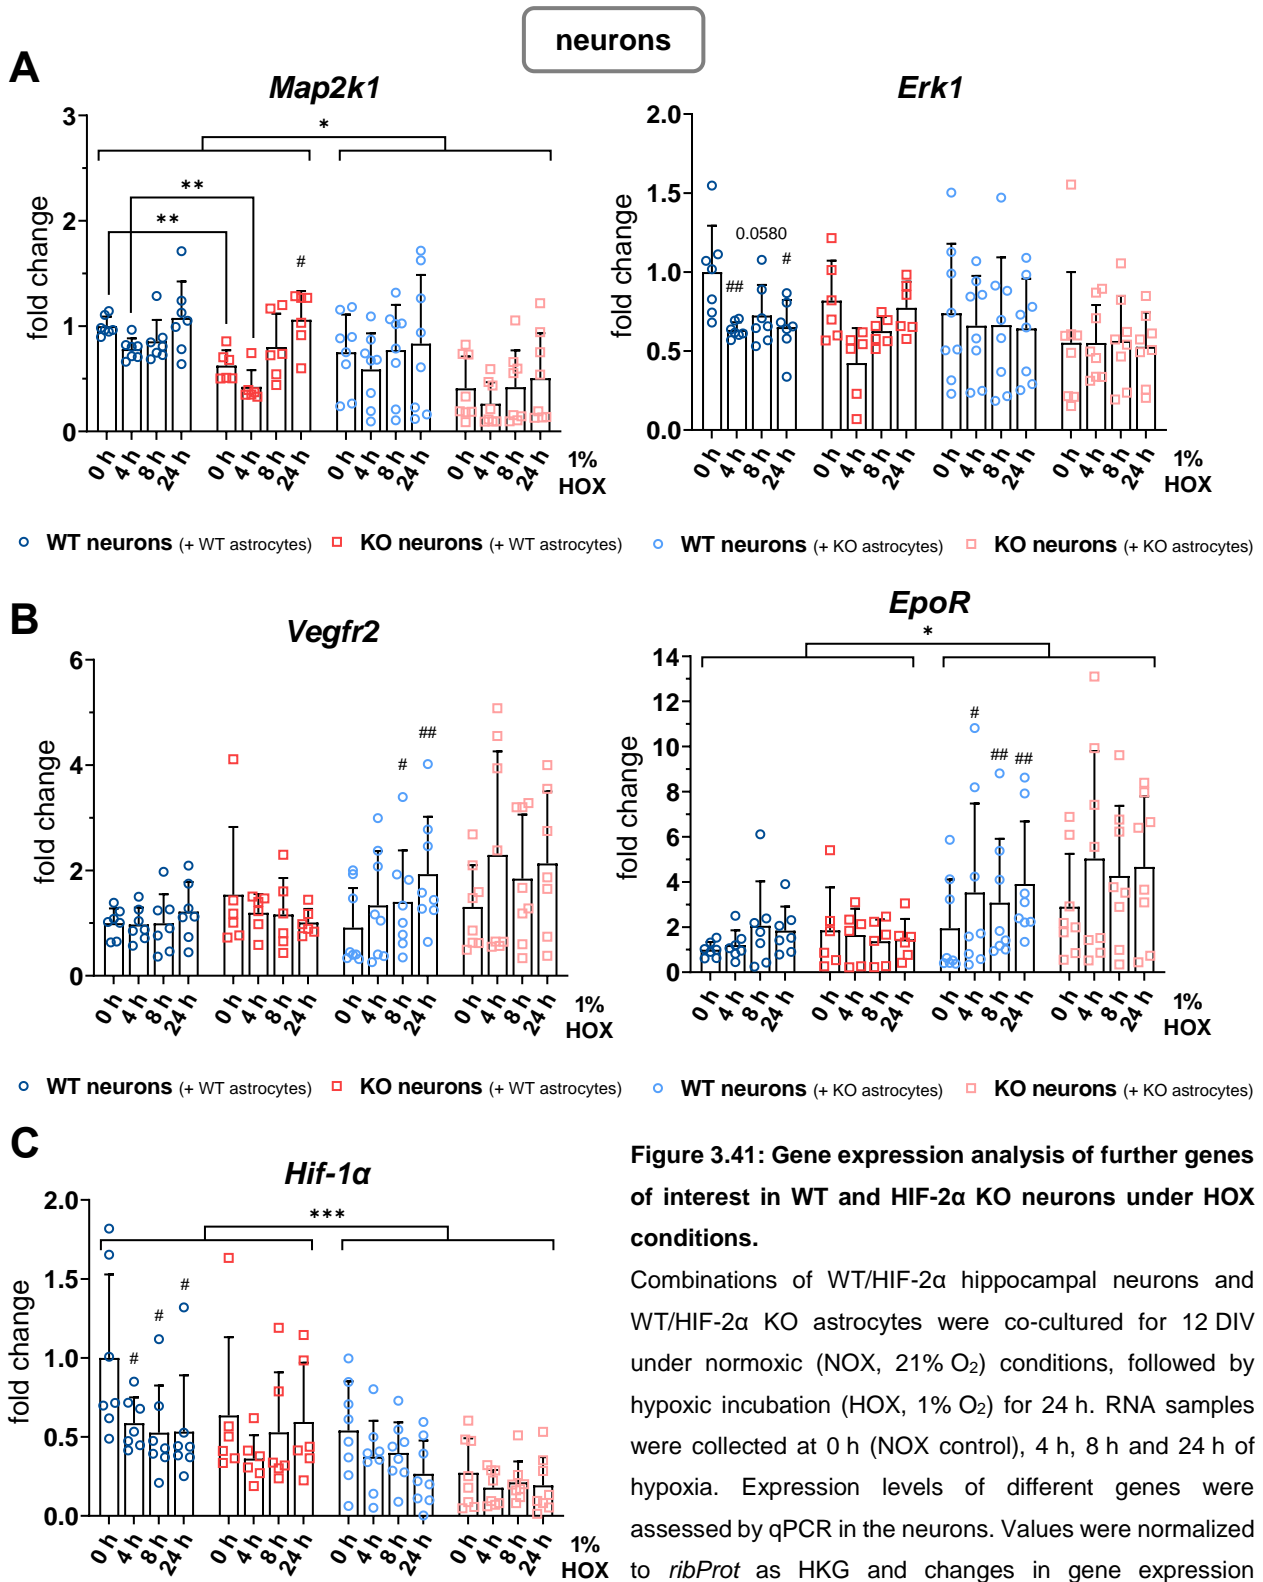 neurons
A
Map2k1
Erk1
fold change
3
2
1
0
*
**
**
#
0 h
4 h
8 h
24 h
0 h
4 h
8 h
24 h
0 h
4 h
8 h
24 h
0 h
4 h
8 h
24 h
1%
HOX
fold change
2.0
1.5
1.0
0.5
0.0
##
0.0580
#
0 h
4 h
8 h
24 h
0 h
4 h
8 h
24 h
0 h
4 h
8 h
24 h
0 h
4 h
8 h
24 h
1%
HOX
WT neurons (+ WT astrocytes) KO neurons (+ WT astrocytes) WT neurons (+ KO astrocytes) KO neurons (+ KO astrocytes)
B
Vegfr2
EpoR
fold change
6
4
2
0
#
##
0 h
4 h
8 h
24 h
0 h
4 h
8 h
24 h
0 h
4 h
8 h
24 h
0 h
4 h
8 h
24 h
1%
HOX
fold change
14
12
10
8
6
4
2
0
*
#
##
##
0 h
4 h
8 h
24 h
0 h
4 h
8 h
24 h
0 h
4 h
8 h
24 h
0 h
4 h
8 h
24 h
1%
HOX
WT neurons (+ WT astrocytes) KO neurons (+ WT astrocytes) WT neurons (+ KO astrocytes) KO neurons (+ KO astrocytes)
C
Hif-1α
fold change
2.0
1.5
1.0
0.5
0.0
***
#
#
#
0 h
4 h
8 h
24 h
0 h
4 h
8 h
24 h
0 h
4 h
8 h
24 h
0 h
4 h
8 h
24 h
1%
HOX
Figure 3.41: Gene expression analysis of further genes
of interest in WT and HIF-2α KO neurons under HOX
conditions.
Combinations of WT/HIF-2α hippocampal neurons and
WT/HIF-2α KO astrocytes were co-cultured for 12 DIV
under normoxic (NOX, 21% O₂) conditions, followed by
hypoxic incubation (HOX, 1% O₂) for 24 h. RNA samples
were collected at 0 h (NOX control), 4 h, 8 h and 24 h of
hypoxia. Expression levels of different genes were
assessed by qPCR in the neurons. Values were normalized
to ribProt as HKG and changes in gene expression